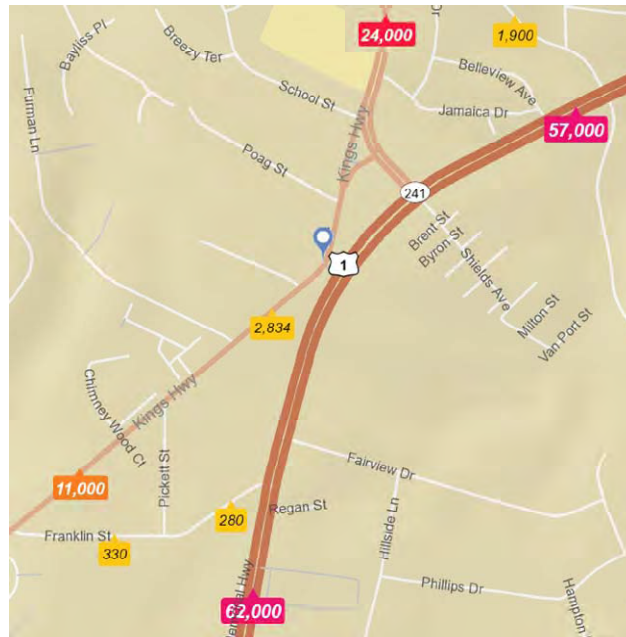 24,000
1,900
Bayliss Pl
Breezy Ter
Dr
Belleview Ave
School St
Jamaica Dr
57,000
Furman Ln
Poag St
Kings Hwy
241
Brent St
Byron St
Shields Ave
1
Milton St
Van Port St
2,834
Chimney Wood Ct
Kings Hwy
Pickett St
11,000
Fairview Dr
Hillside Ln
280
Regan St
Franklin St
330
Phillips Dr
Hampton
62,000
Hwy